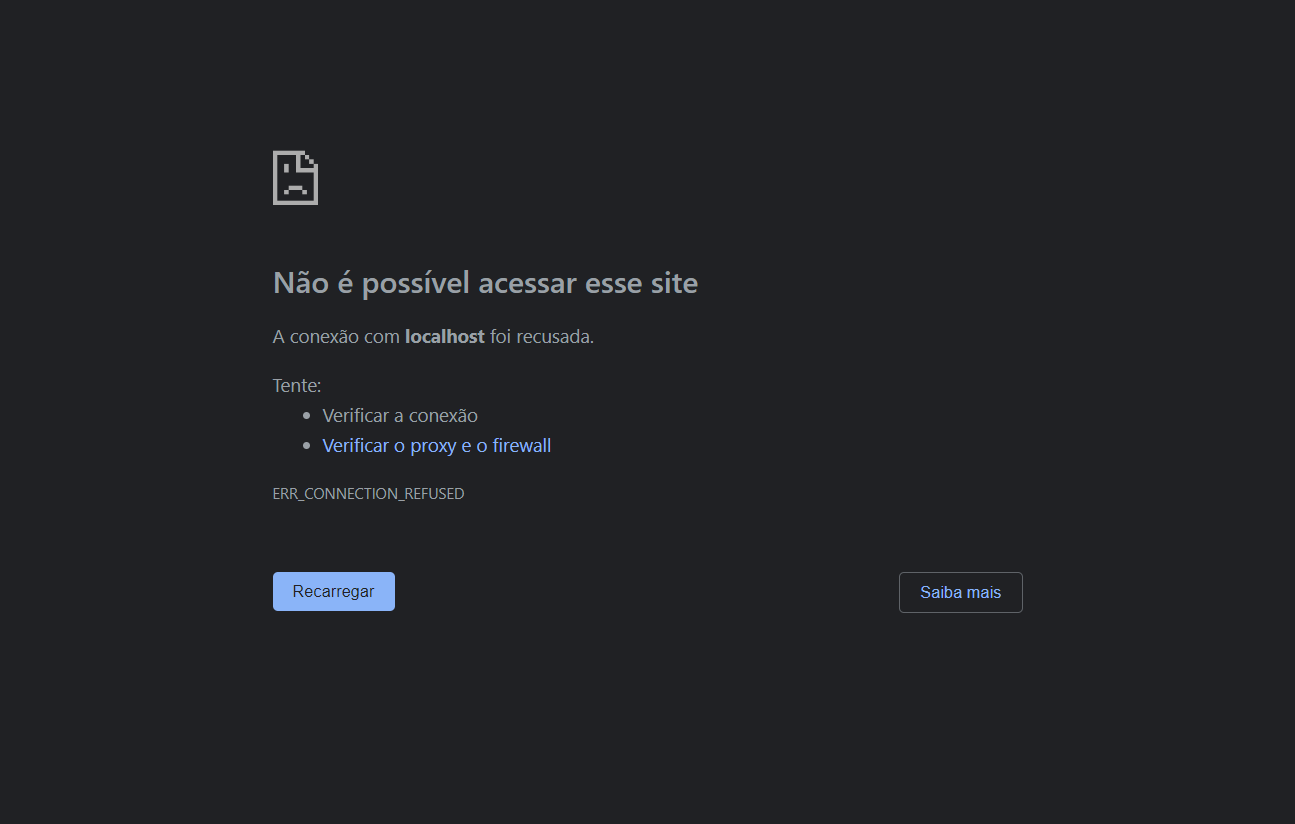 Não é possível acessar esse site
A conexão com localhost foi recusada.
Tente:
• Verificar a conexão
• Verificar o proxy e o firewall
ERR_CONNECTION_REFUSED
Recarregar
Saiba mais